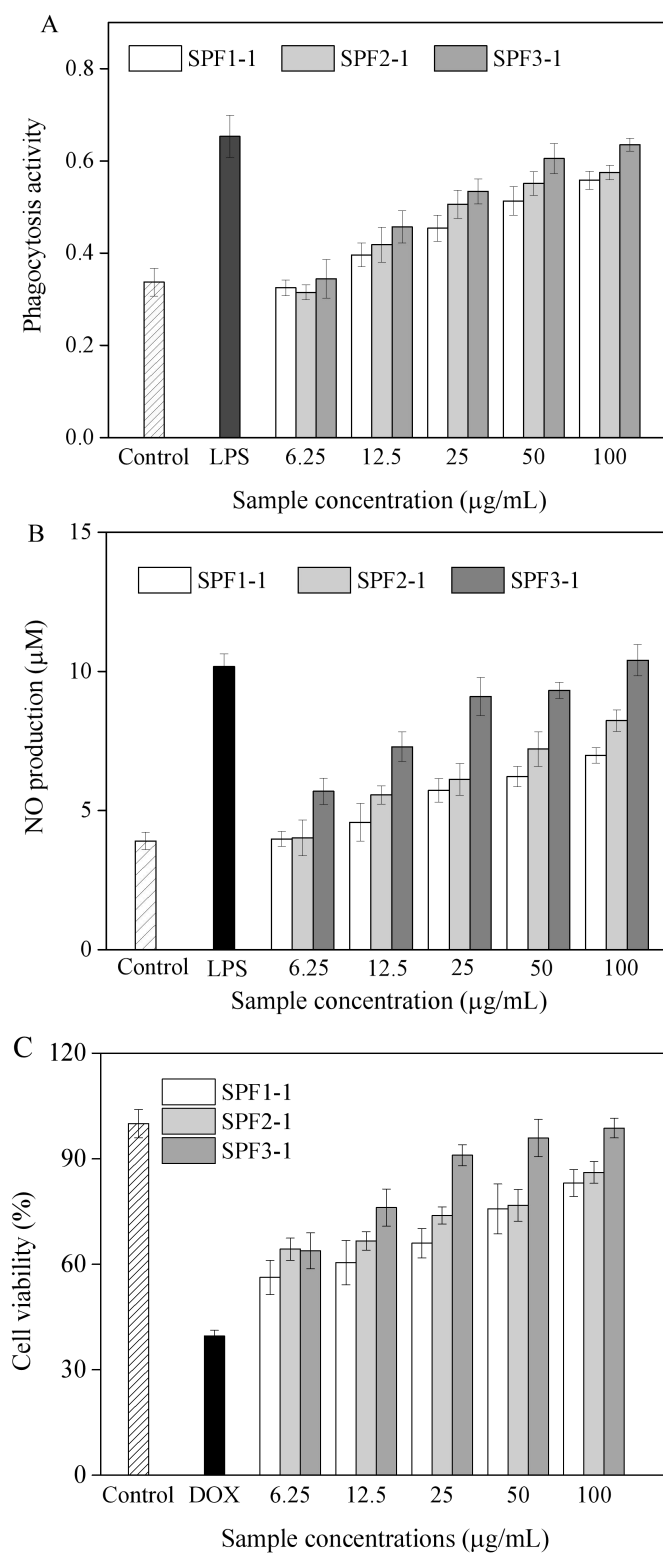 A
SPF1-1 SPF2-1 SPF3-1
0.8
0.6
0.4
0.2
0.0
Phagocytosis activity
Control LPS 6.25 12.5 25 50 100
Sample concentration (μg/mL)
B
15
SPF1-1 SPF2-1 SPF3-1
10
5
0
NO production (μM)
Control LPS 6.25 12.5 25 50 100
Sample concentration (μg/mL)
C
120
SPF1-1
SPF2-1
SPF3-1
90
60
30
0
Cell viability (%)
Control DOX 6.25 12.5 25 50 100
Sample concentrations (μg/mL)